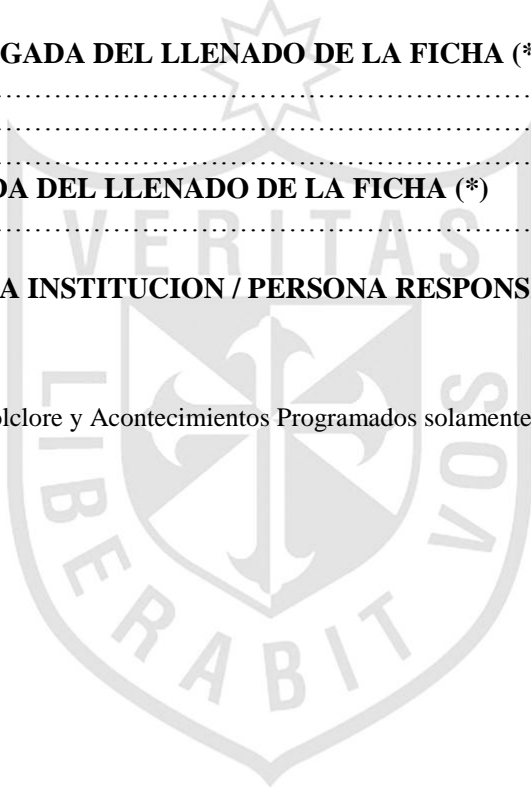 GADA DEL LLENADO DE LA FICHA (*
……………………………………………………
……………………………………………………
……………………………………………………
DA DEL LLENADO DE LA FICHA (*)
……………………………………………………
A INSTITUCION / PERSONA RESPONS
olclore y Acontecimientos Programados solamente
VERITAS
LIBERABIT
VOS